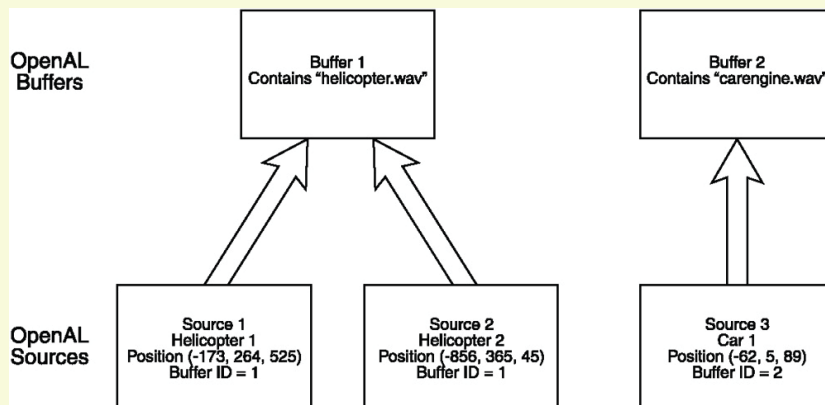 OpenAL
Buffers
Buffer 1
Contains “helicopter.wav”
Buffer 2
Contains “carengine.wav”
OpenAL
Sources
Source 1
Helicopter 1
Position (-173, 264, 525)
Buffer ID = 1
Source 2
Helicopter 2
Position (-856, 365, 45)
Buffer ID = 1
Source 3
Car 1
Position (-62, 5, 89)
Buffer ID = 2